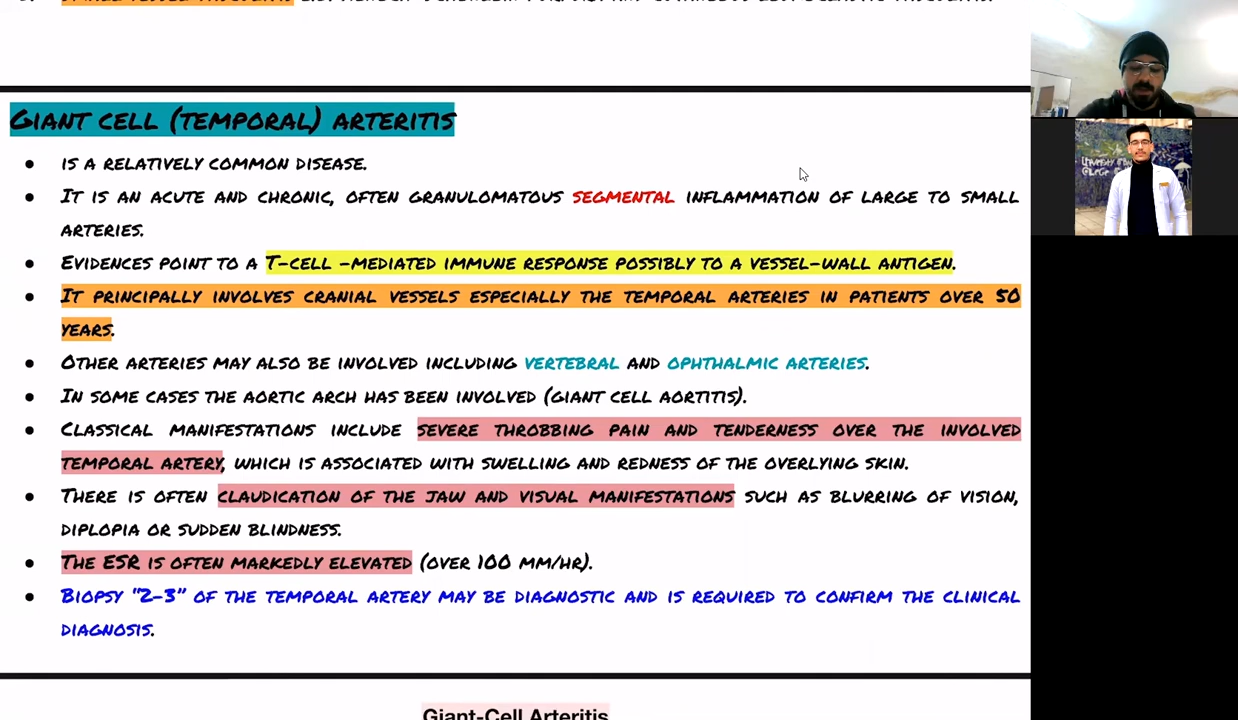 GIANT CELL (TEMPORAL) ARTERITIS
● IS A RELATIVELY COMMON DISEASE.
● IT IS AN ACUTE AND CHRONIC, OFTEN GRANULOMATOUS SEGMENTAL INFLAMMATION OF LARGE TO SMALL
ARTERIES.
● EVIDENCES POINT TO A T-CELL -MEDIATED IMMUNE RESPONSE POSSIBLY TO A VESSEL-WALL ANTIGEN.
● IT PRINCIPALLY INVOLVES CRANIAL VESSELS ESPECIALLY THE TEMPORAL ARTERIES IN PATIENTS OVER 50
YEARS.
● OTHER ARTERIES MAY ALSO BE INVOLVED INCLUDING VERTEBRAL AND OPHTHALMIC ARTERIES.
● IN SOME CASES THE AORTIC ARCH HAS BEEN INVOLVED (GIANT CELL AORTITIS).
● CLASSICAL MANIFESTATIONS INCLUDE SEVERE THROBBING PAIN AND TENDERNESS OVER THE INVOLVED
TEMPORAL ARTERY, WHICH IS ASSOCIATED WITH SWELLING AND REDNESS OF THE OVERLYING SKIN.
● THERE IS OFTEN CLAUDICATION OF THE JAW AND VISUAL MANIFESTATIONS SUCH AS BLURRING OF VISION,
DIPLOPIA OR SUDDEN BLINDNESS.
● THE ESR IS OFTEN MARKEDLY ELEVATED (OVER 100 MM/HR).
● BIOPSY "2-3" OF THE TEMPORAL ARTERY MAY BE DIAGNOSTIC AND IS REQUIRED TO CONFIRM THE CLINICAL
DIAGNOSIS.
Giant-Cell Arteritis